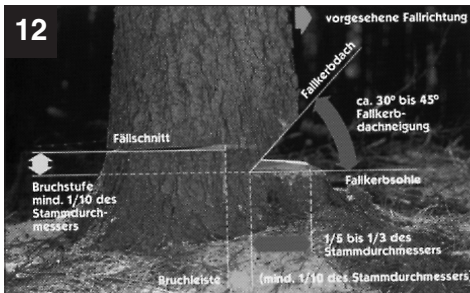 12
vorgesehene Fallrichtung
Fallkerbdach
ca. 30° bis 45°
Fallkerb-
dachneigung
Fällschnitt
Bruchstufe
mind. 1/10 des
Stammdurch-
messers
Fallkerbsohle
1/5 bis 1/3 des
Stammdurchmessers
Bruchleiste
(mind. 1/10 des Stammdurchmessers)